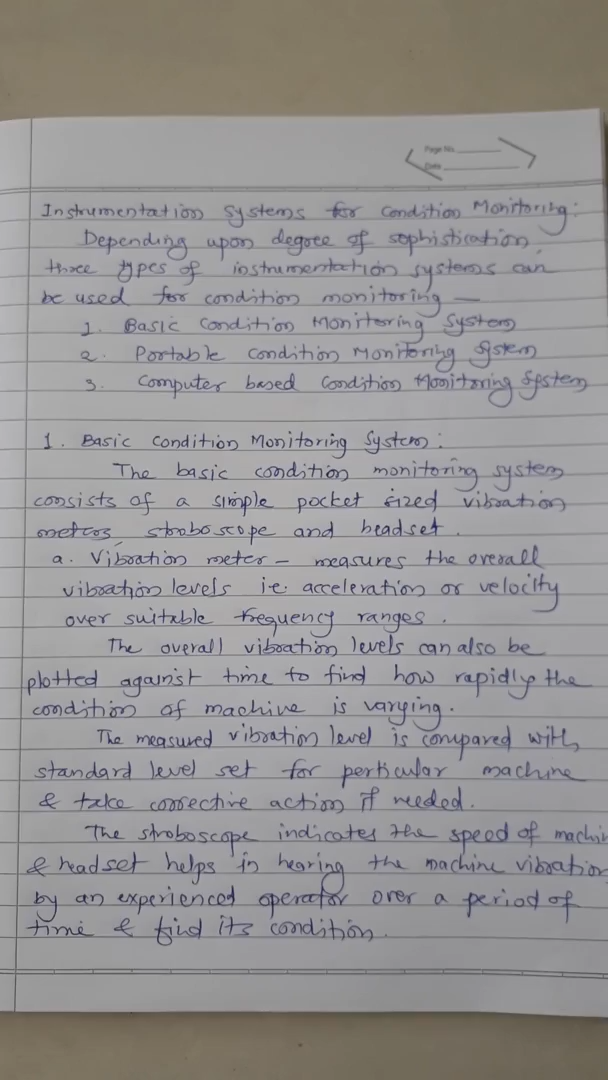 Page No.
Date
Instrumentation systems for condition Monitoring:
Depending upon degree of sophistication,
three types of instrumentation systems can
be used for condition monitoring —
1. Basic condition Monitoring System
2. Portable condition Monitoring System
3. Computer based condition Monitoring System
1. Basic condition Monitoring System:
The basic condition monitoring system
consists of a simple pocket sized vibration
meters, stroboscope and headset.
a. Vibration meter – measures the overall
vibration levels i.e. acceleration or velocity
over suitable frequency ranges.
The overall vibration levels can also be
plotted against time to find how rapidly the
condition of machine is varying.
The measured vibration level is compared with
standard level set for perticular machine
& take corrective action if needed.
The stroboscope indicates the speed of machin
& headset helps in hearing the machine vibration
by an experienced operator over a period of
time & find its condition.